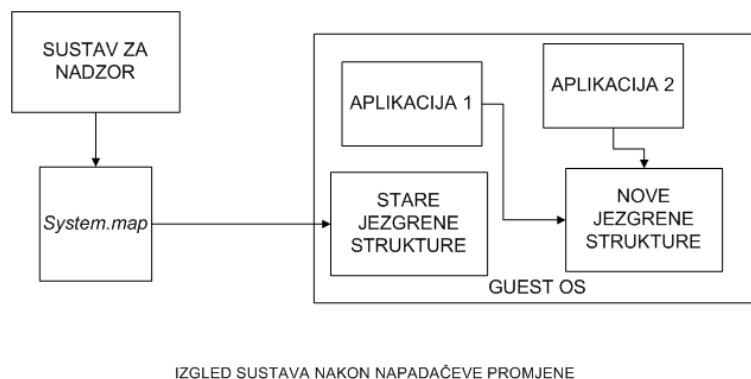 SUSTAV ZA
NADZOR
System.map
APLIKACIJA 1
APLIKACIJA 2
STARE
JEZGRENE
STRUKTURE
NOVE
JEZGRENE
STRUKTURE
GUEST OS
IZGLED SUSTAVA NAKON NAPADAČEVE PROMJENE